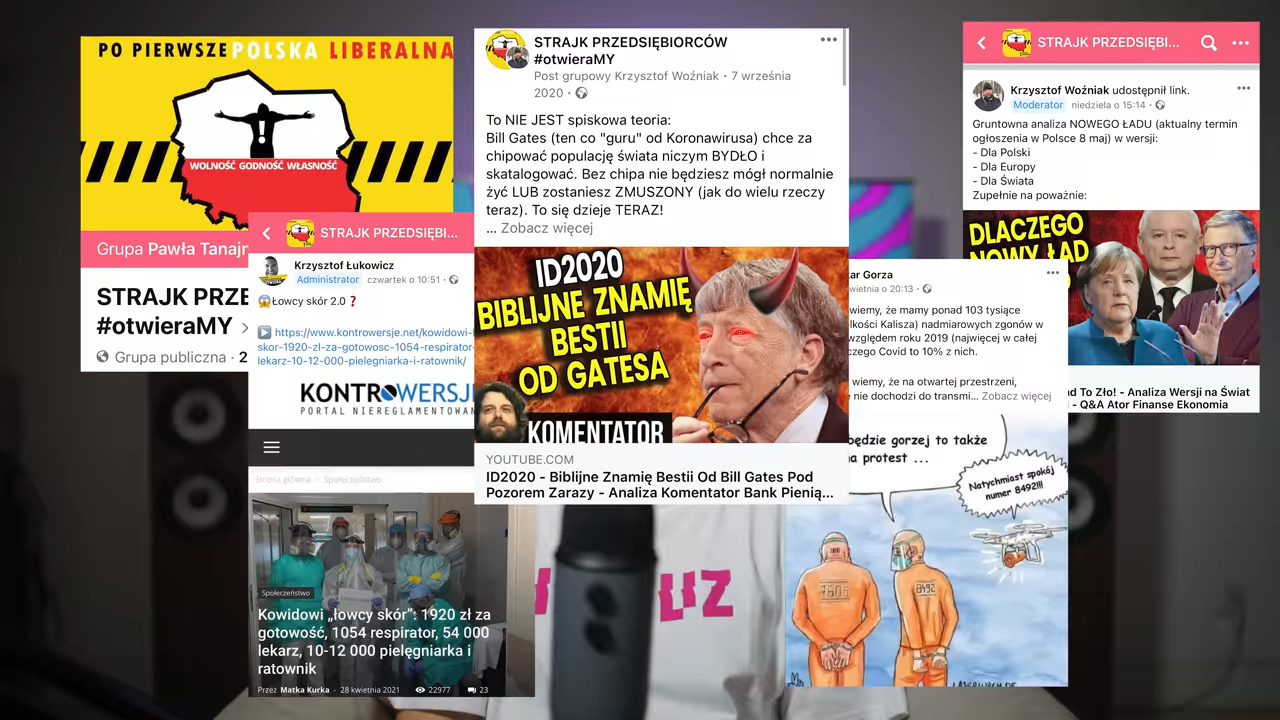 PO PIERWSZE POLSKA LIBERALNA
!
WOLNOŚĆ GODNOŚĆ WŁASNOŚĆ
Grupa Pawła Tanajn
STRAJK PRZE
#otwieraMY
Grupa publiczna · 2
STRAJK PRZEDSIĘBI...
Krzysztof Łukowicz
Administrator czwartek o 10:51 ·
😱Łowcy skór 2.0 ❓
▶️ https://www.kontrowersje.net/kowidowi-l
skor-1920-zl-za-gotowosc-1054-respirator-
lekarz-10-12-000-pielegniarka-i-ratownik/
KONTROWERSJE
PORTAL NIEREGLAMENTOWAN
Strona główna › Społeczeństwo
Społeczeństwo
Kowidowi „łowcy skór”: 1920 zł za
gotowość, 1054 respirator, 54 000
lekarz, 10-12 000 pielęgniarka i
ratownik
Przez Matka Kurka - 28 kwietnia 2021 22977 23
STRAJK PRZEDSIĘBIORCÓW
#otwieraMY
Post grupowy Krzysztof Woźniak · 7 września
2020 ·
To NIE JEST spiskowa teoria:
Bill Gates (ten co "guru" od Koronawirusa) chce za
chipować populację świata niczym BYDŁO i
skatalogować. Bez chipa nie będziesz mógł normalnie
żyć LUB zostaniesz ZMUSZONY (jak do wielu rzeczy
teraz). To się dzieje TERAZ!
... Zobacz więcej
ID2020
BIBLIJNE ZNAMIĘ
BESTII
OD GATESA
KOMENTATOR
YOUTUBE.COM
ID2020 - Biblijne Znamię Bestii Od Bill Gates Pod
Pozorem Zarazy - Analiza Komentator Bank Pienią...
STRAJK PRZEDSIĘBI...
Krzysztof Woźniak udostępnił link.
Moderator niedziela o 15:14 ·
Gruntowna analiza NOWEGO ŁADU (aktualny termin
ogłoszenia w Polsce 8 maj) w wersji:
- Dla Polski
- Dla Europy
- Dla Świata
Zupełnie na poważnie:
DLACZEGO
NOWY ŁAD
d To Zło! - Analiza Wersji na Świat
- Q&A Ator Finanse Ekonomia
ar Gorza
wietnia o 20:13 ·
wiemy, że mamy ponad 103 tysiące
elkości Kalisza) nadmiarowych zgonów w
względem roku 2019 (najwięcej w całej
czego Covid to 10% z nich.
wiemy, że na otwartej przestrzeni,
e nie dochodzi do transmi... Zobacz więcej
będzie gorzej to także
a protest ...
Natychmiast spokój
numer 8492!!!
7605
8492